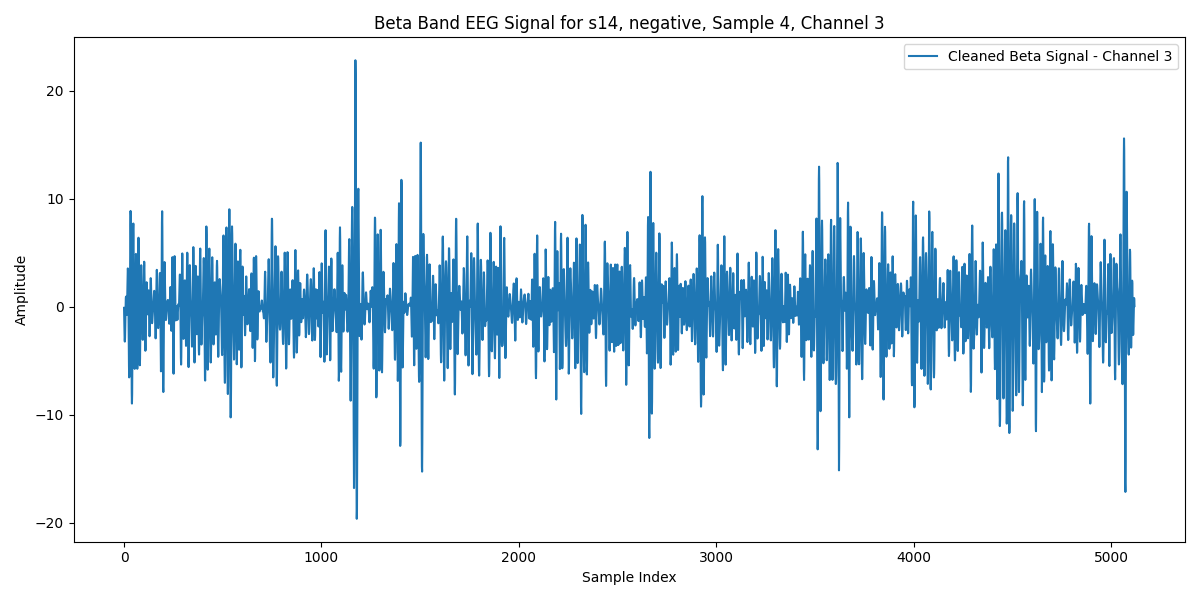 Beta Band EEG Signal for s14, negative, Sample 4, Channel 3
Cleaned Beta Signal - Channel 3
Amplitude
20
10
0
−10
−20
0 1000 2000 3000 4000 5000
Sample Index